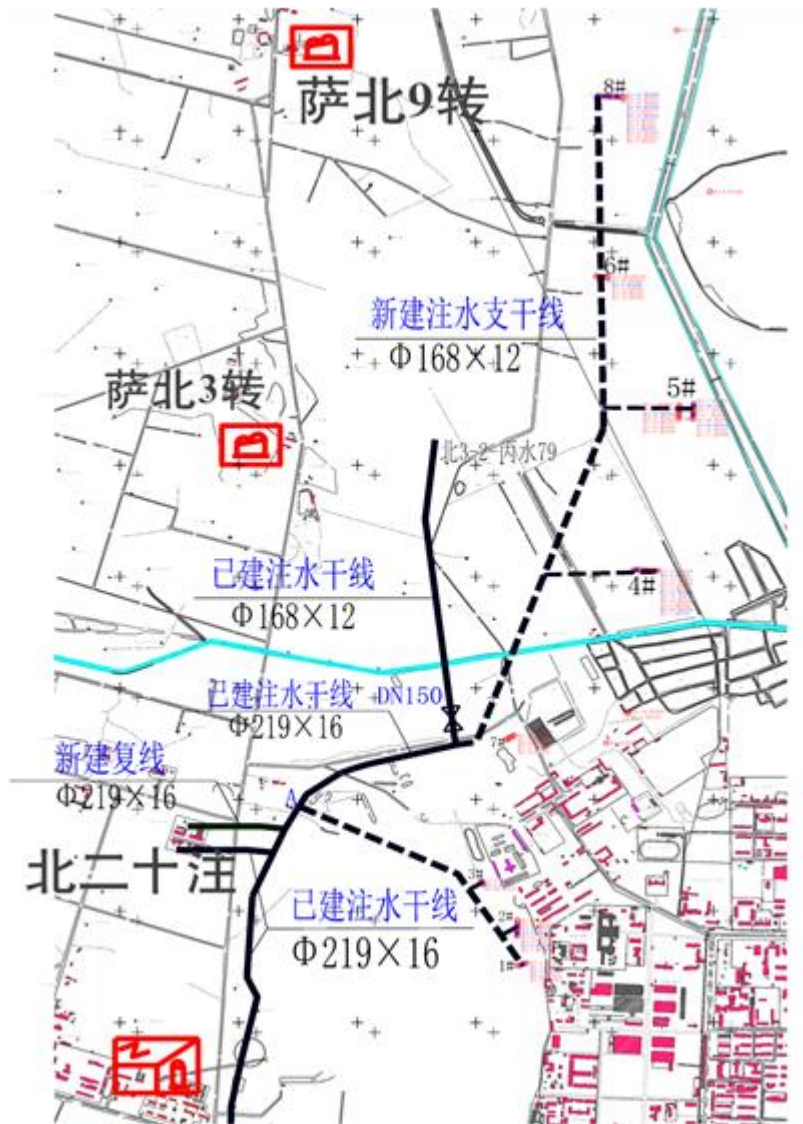 8#
萨北9转
6#
新建注水支干线
Φ168×12
5#
萨北3转
北3-2-丙水79
已建注水干线
Φ168×12
4#
已建注水干线 DN150
Φ219×16
7#
新建复线
Φ219×16
A
北二十注
3#
已建注水干线
2#
Φ219×16
1#